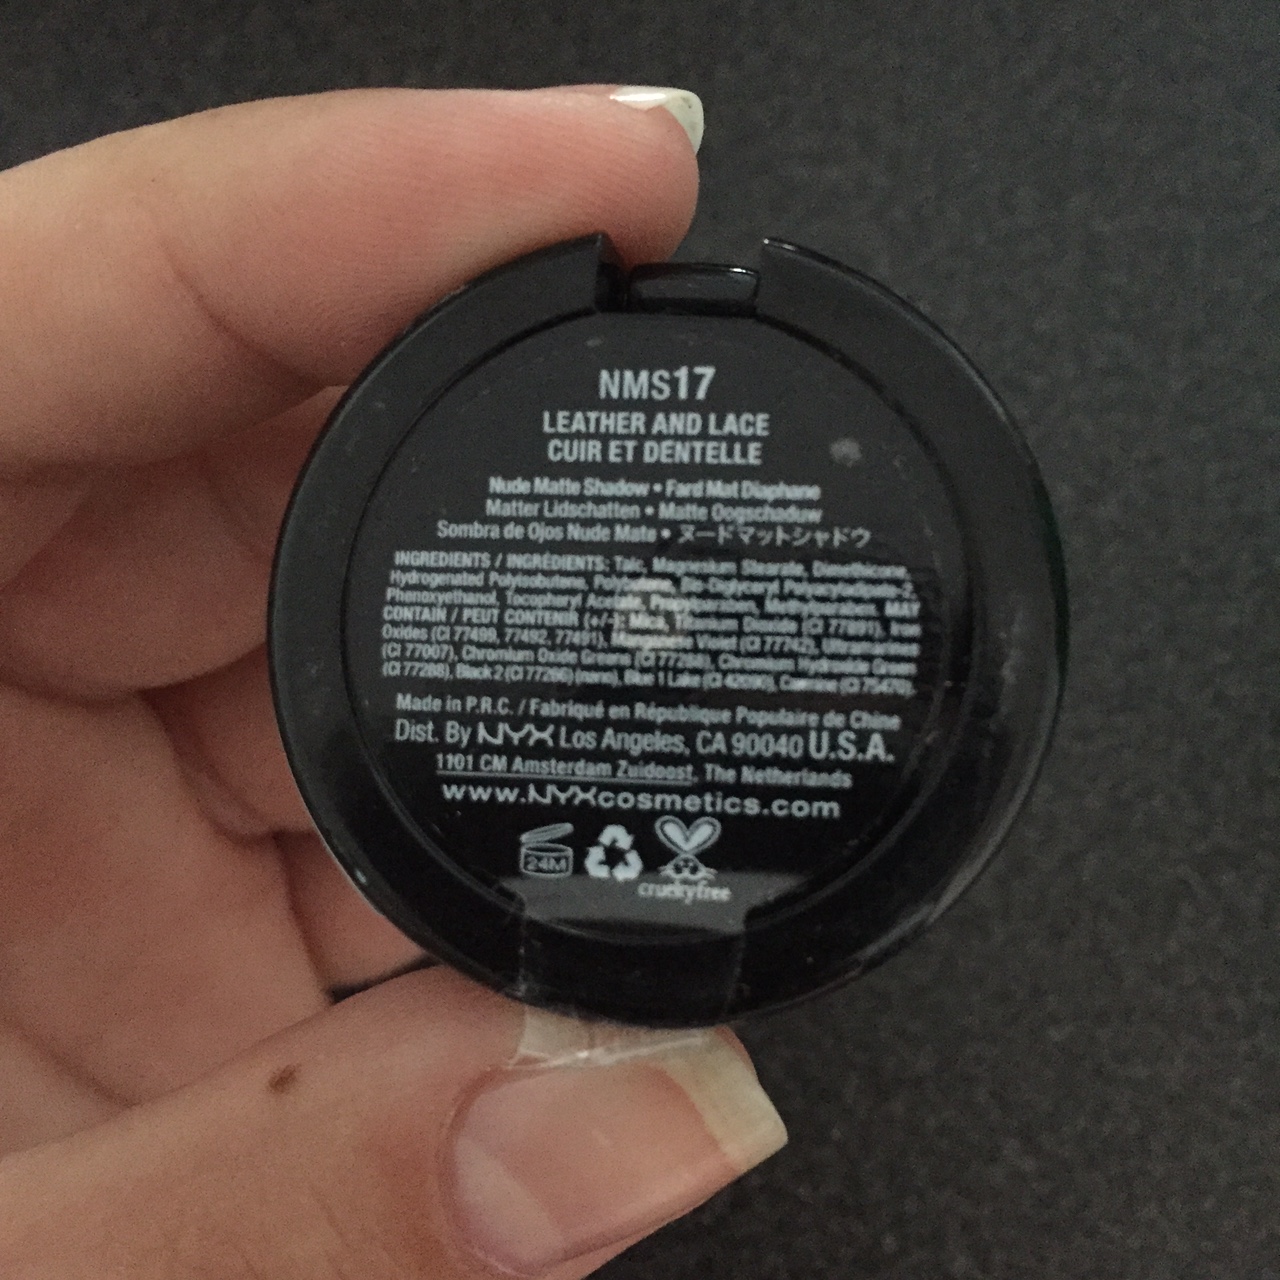 NMS17
LEATHER AND LACE
CUIR ET DENTELLE
Nude Matte Shadow • Fard Mat Diaphane
Matter Lidschatten • Matte Oogschaduw
Sombra de Ojos Nude Mate • ヌードマットシャドウ
INGREDIENTS / INGRÉDIENTS: Talc, Magnesium Stearate, Dimethicone,
Hydrogenated Polyisobutene, Polybutene, Bis-Diglyceryl Polyacyladipate-2,
Phenoxyethanol, Tocopheryl Acetate, Propylparaben, Methylparaben. MAY
CONTAIN / PEUT CONTENIR (+/-): Mica, Titanium Dioxide (CI 77891), Iron
Oxides (CI 77499, 77492, 77491), Manganese Violet (CI 77742), Ultramarines
(CI 77007), Chromium Oxide Greens (CI 77288), Chromium Hydroxide Green
(CI 77289), Black 2 (CI 77266) (nano), Blue 1 Lake (CI 42090), Carmine (CI 75470).
Made in P.R.C. / Fabriqué en République Populaire de Chine
Dist. By NYX Los Angeles, CA 90040 U.S.A.
1101 CM Amsterdam Zuidoost, The Netherlands
www.NYXcosmetics.com
24M
crueltyfree